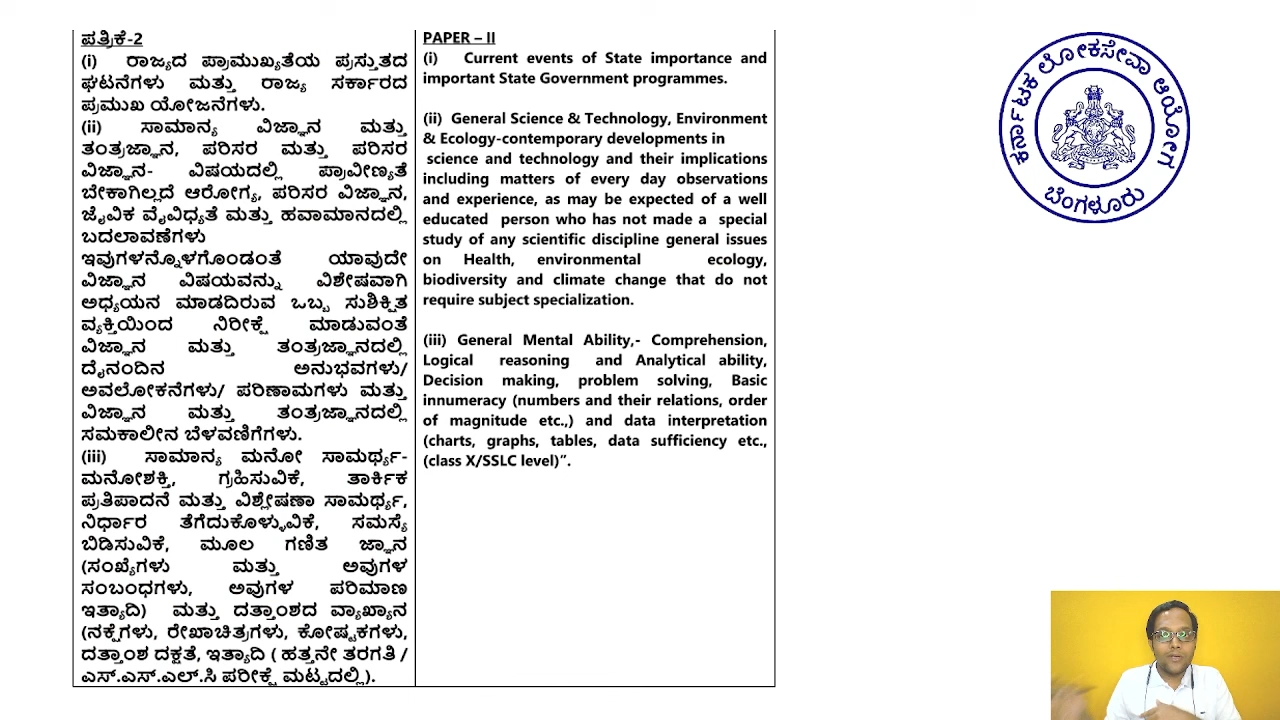 ಪತ್ರಿಕೆ-2
(i) ರಾಜ್ಯದ ಪ್ರಾಮುಖ್ಯತೆಯ ಪ್ರಸ್ತುತದ
ಘಟನೆಗಳು ಮತ್ತು ರಾಜ್ಯ ಸರ್ಕಾರದ
ಪ್ರಮುಖ ಯೋಜನೆಗಳು.
(ii) ಸಾಮಾನ್ಯ ವಿಜ್ಞಾನ ಮತ್ತು
ತಂತ್ರಜ್ಞಾನ, ಪರಿಸರ ಮತ್ತು ಪರಿಸರ
ವಿಜ್ಞಾನ- ವಿಷಯದಲ್ಲಿ ಪ್ರಾವೀಣ್ಯತೆ
ಬೇಕಾಗಿಲ್ಲದೆ ಆರೋಗ್ಯ, ಪರಿಸರ ವಿಜ್ಞಾನ,
ಜೈವಿಕ ವೈವಿಧ್ಯತೆ ಮತ್ತು ಹವಾಮಾನದಲ್ಲಿ
ಬದಲಾವಣೆಗಳು
ಇವುಗಳನ್ನೊಳಗೊಂಡಂತೆ ಯಾವುದೇ
ವಿಜ್ಞಾನ ವಿಷಯವನ್ನು ವಿಶೇಷವಾಗಿ
ಅಧ್ಯಯನ ಮಾಡದಿರುವ ಒಬ್ಬ ಸುಶಿಕ್ಷಿತ
ವ್ಯಕ್ತಿಯಿಂದ ನಿರೀಕ್ಷೆ ಮಾಡುವಂತೆ
ವಿಜ್ಞಾನ ಮತ್ತು ತಂತ್ರಜ್ಞಾನದಲ್ಲಿ
ದೈನಂದಿನ ಅನುಭವಗಳು/
ಅವಲೋಕನೆಗಳು/ ಪರಿಣಾಮಗಳು ಮತ್ತು
ವಿಜ್ಞಾನ ಮತ್ತು ತಂತ್ರಜ್ಞಾನದಲ್ಲಿ
ಸಮಕಾಲೀನ ಬೆಳವಣಿಗೆಗಳು.
(iii) ಸಾಮಾನ್ಯ ಮನೋ ಸಾಮರ್ಥ್ಯ-
ಮನೋಶಕ್ತಿ, ಗ್ರಹಿಸುವಿಕೆ, ತಾರ್ಕಿಕ
ಪ್ರತಿಪಾದನೆ ಮತ್ತು ವಿಶ್ಲೇಷಣಾ ಸಾಮರ್ಥ್ಯ,
ನಿರ್ಧಾರ ತೆಗೆದುಕೊಳ್ಳುವಿಕೆ, ಸಮಸ್ಯೆ
ಬಿಡಿಸುವಿಕೆ, ಮೂಲ ಗಣಿತ ಜ್ಞಾನ
(ಸಂಖ್ಯೆಗಳು ಮತ್ತು ಅವುಗಳ
ಸಂಬಂಧಗಳು, ಅವುಗಳ ಪರಿಮಾಣ
ಇತ್ಯಾದಿ) ಮತ್ತು ದತ್ತಾಂಶದ ವ್ಯಾಖ್ಯಾನ
(ನಕ್ಷೆಗಳು, ರೇಖಾಚಿತ್ರಗಳು, ಕೋಷ್ಟಕಗಳು,
ದತ್ತಾಂಶ ದಕ್ಷತೆ, ಇತ್ಯಾದಿ ( ಹತ್ತನೇ ತರಗತಿ /
ಎಸ್.ಎಸ್.ಎಲ್.ಸಿ ಪರೀಕ್ಷೆ ಮಟ್ಟದಲ್ಲಿ).
PAPER – II
(i) Current events of State importance and
important State Government programmes.
(ii) General Science & Technology, Environment
& Ecology-contemporary developments in
science and technology and their implications
including matters of every day observations
and experience, as may be expected of a well
educated person who has not made a special
study of any scientific discipline general issues
on Health, environmental ecology,
biodiversity and climate change that do not
require subject specialization.
(iii) General Mental Ability,- Comprehension,
Logical reasoning and Analytical ability,
Decision making, problem solving, Basic
innumeracy (numbers and their relations, order
of magnitude etc.,) and data interpretation
(charts, graphs, tables, data sufficiency etc.,
(class X/SSLC level)”.
ಕರ್ನಾಟಕ ಲೋಕಸೇವಾ ಆಯೋಗ
ಬೆಂಗಳೂರು